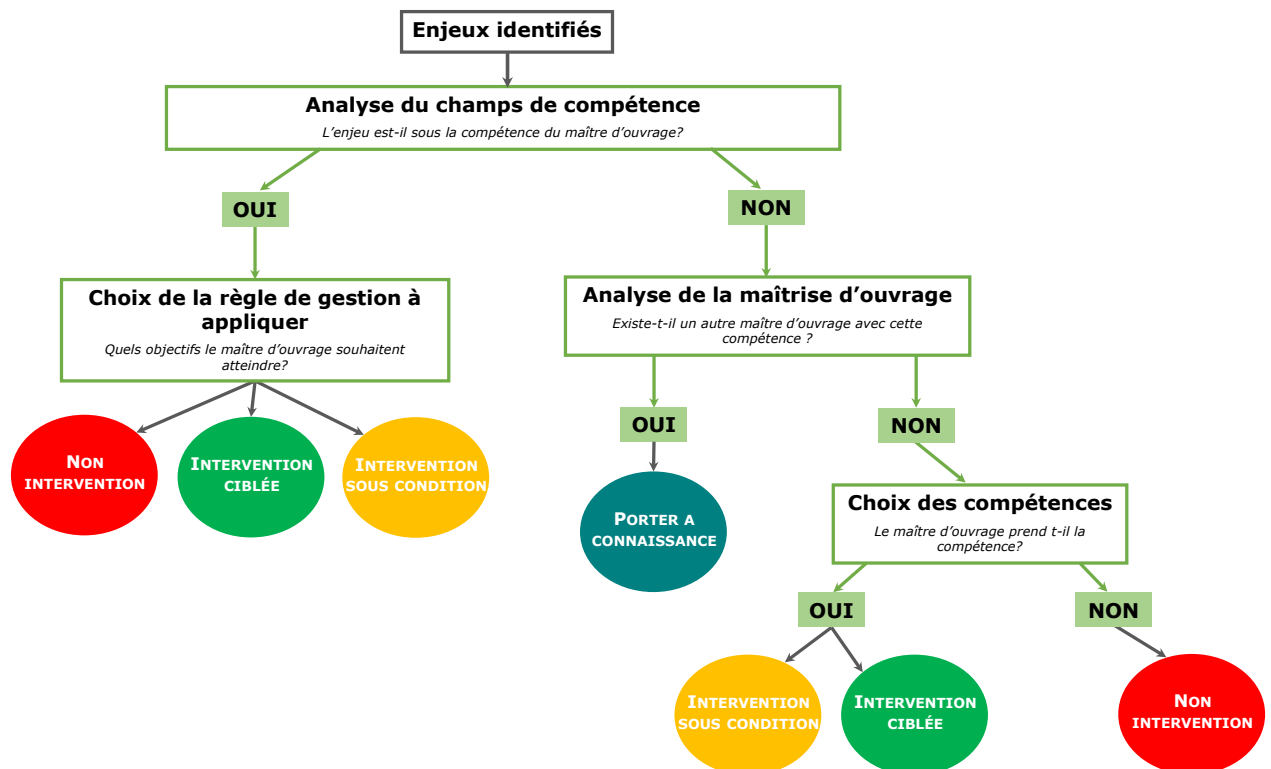 Enjeux identifiés
Analyse du champs de compétence
L'enjeu est-il sous la compétence du maître d'ouvrage?
OUI
NON
Choix de la règle de gestion à
appliquer
Quels objectifs le maître d'ouvrage souhaitent
atteindre?
Analyse de la maîtrise d'ouvrage
Existe-t-il un autre maître d'ouvrage avec cette
compétence ?
NON
INTERVENTION
INTERVENTION
CIBLÉE
INTERVENTION
SOUS CONDITION
OUI
NON
PORTER A
CONNAISSANCE
Choix des compétences
Le maître d'ouvrage prend t-il la
compétence?
OUI
NON
INTERVENTION
SOUS CONDITION
INTERVENTION
CIBLÉE
NON
INTERVENTION